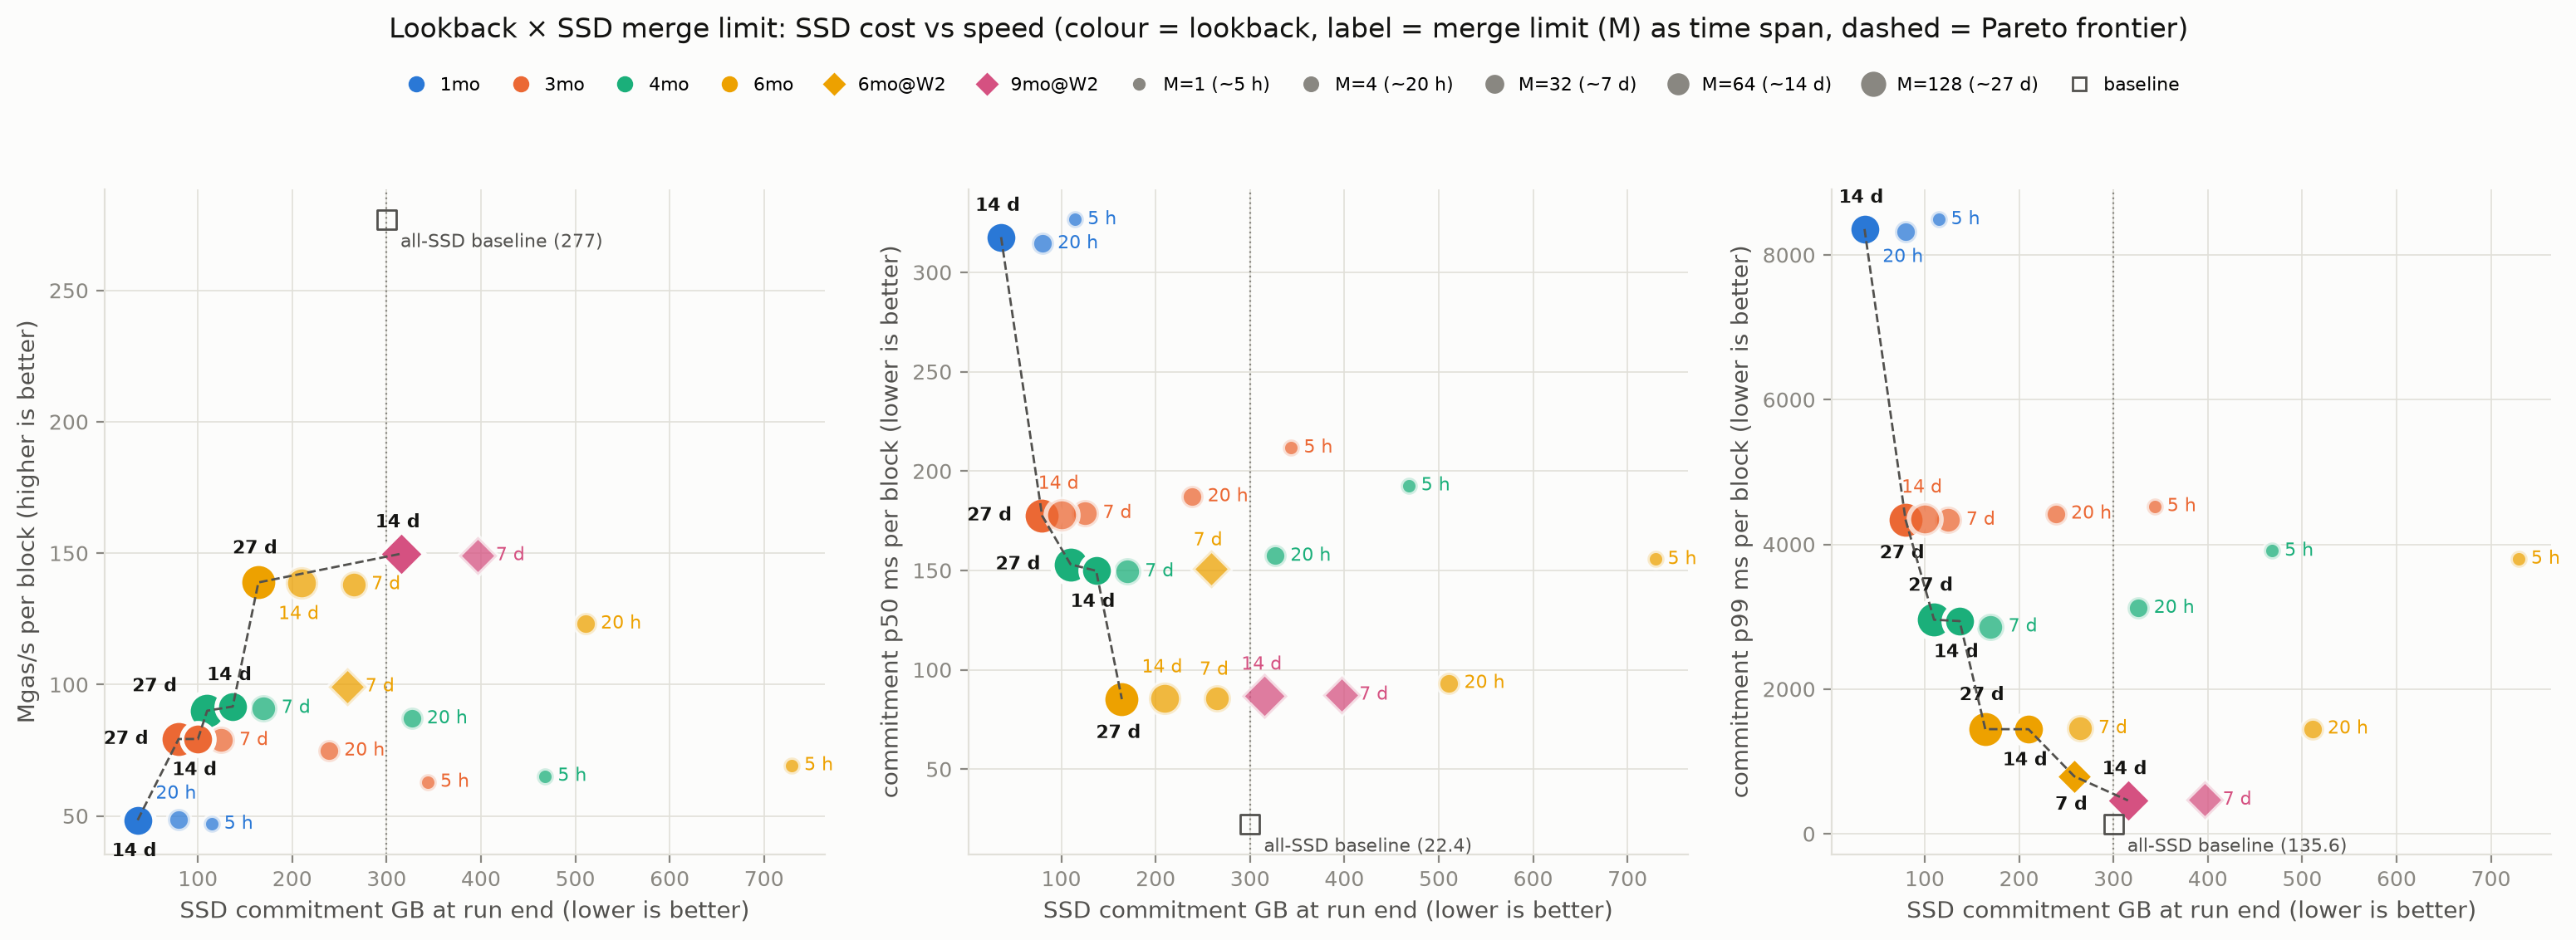 Lookback × SSD merge limit: SSD cost vs speed (colour = lookback, label = merge limit (M) as time span, dashed = Pareto frontier)
1mo 3mo 4mo 6mo 6mo@W2 9mo@W2 M=1 (~5 h) M=4 (~20 h) M=32 (~7 d) M=64 (~14 d) M=128 (~27 d) baseline
Mgas/s per block (higher is better)
250
200
150
100
50
all-SSD baseline (277)
14 d
27 d
7 d
14 d
7 d
20 h
14 d
27 d
7 d
7 d
20 h
27 d
7 d
20 h
14 d
5 h
5 h
5 h
20 h
5 h
14 d
100 200 300 400 500 600 700
SSD commitment GB at run end (lower is better)
commitment p50 ms per block (lower is better)
300
250
200
150
100
50
14 d
5 h
20 h
5 h
14 d
20 h
5 h
27 d
7 d
7 d
20 h
5 h
27 d
7 d
14 d
14 d
7 d
14 d
20 h
7 d
27 d
all-SSD baseline (22.4)
100 200 300 400 500 600 700
SSD commitment GB at run end (lower is better)
commitment p99 ms per block (lower is better)
8000
6000
4000
2000
0
14 d
5 h
20 h
14 d
7 d
20 h
5 h
27 d
5 h
5 h
27 d
20 h
7 d
14 d
27 d
7 d
20 h
14 d
14 d
7 d
7 d
all-SSD baseline (135.6)
100 200 300 400 500 600 700
SSD commitment GB at run end (lower is better)